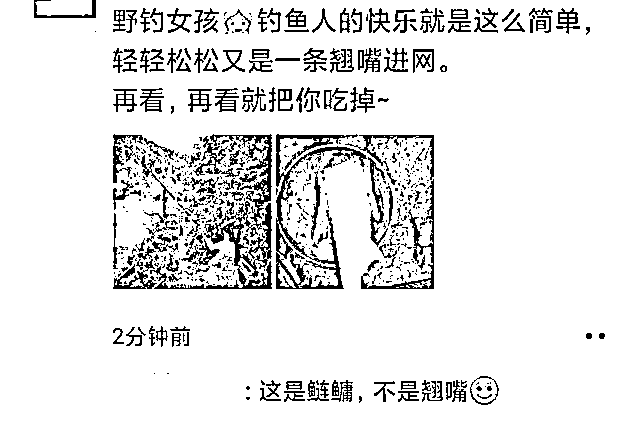 野钓女孩钓鱼人的快乐就是这么简单，
轻轻松松又是一条翘嘴进网。
再看，再看就把你吃掉~
2分钟前
：这是鲢鳙，不是翘嘴